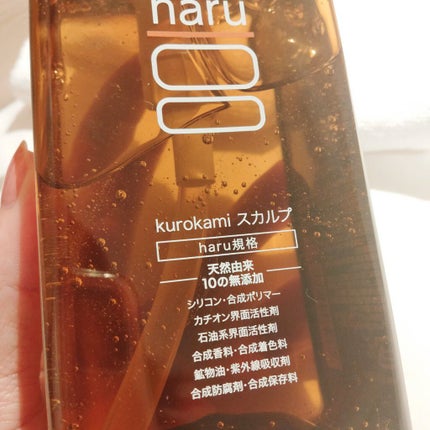 haru
100
kurokami スカルプ
haru規格
天然由来
10の無添加
シリコン・合成ポリマー
カチオン界面活性剤
石油系界面活性剤
合成香料・合成着色料
鉱物油・紫外線吸収剤
合成防腐剤・合成保存料